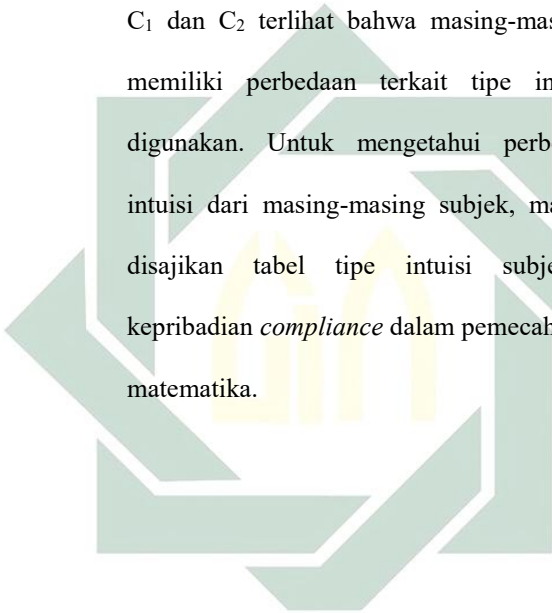 C₁ dan C₂ terlihat bahwa masing-mas
memiliki perbedaan terkait tipe in
digunakan. Untuk mengetahui perb
intuisi dari masing-masing subjek, ma
disajikan tabel tipe intuisi subj
kepribadian compliance dalam pemecah
matematika.